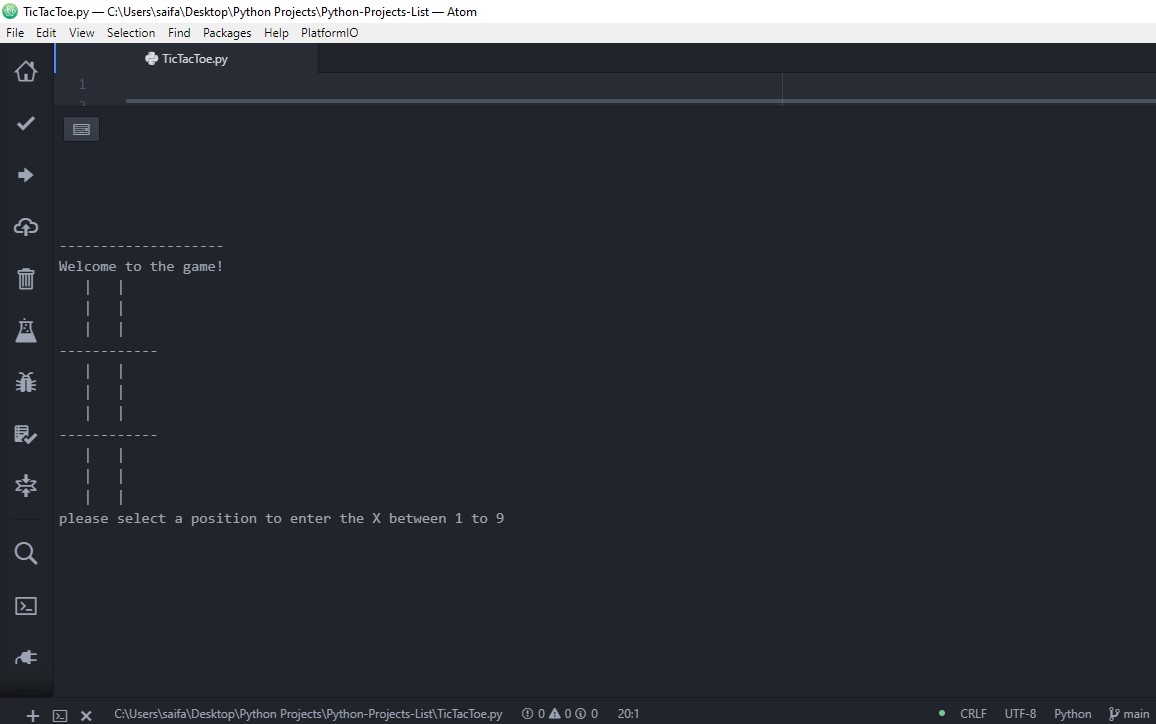 TicTacToe.py — C:\Users\saifa\Desktop\Python Projects\Python-Projects-List — Atom
File Edit View Selection Find Packages Help PlatformIO
TicTacToe.py
1
2
--------------------
Welcome to the game!
   |   |
   |   |
   |   |
------------
   |   |
   |   |
   |   |
------------
   |   |
   |   |
   |   |
please select a position to enter the X between 1 to 9
C:\Users\saifa\Desktop\Python Projects\Python-Projects-List\TicTacToe.py 0 0 0 20:1 CRLF UTF-8 Python main